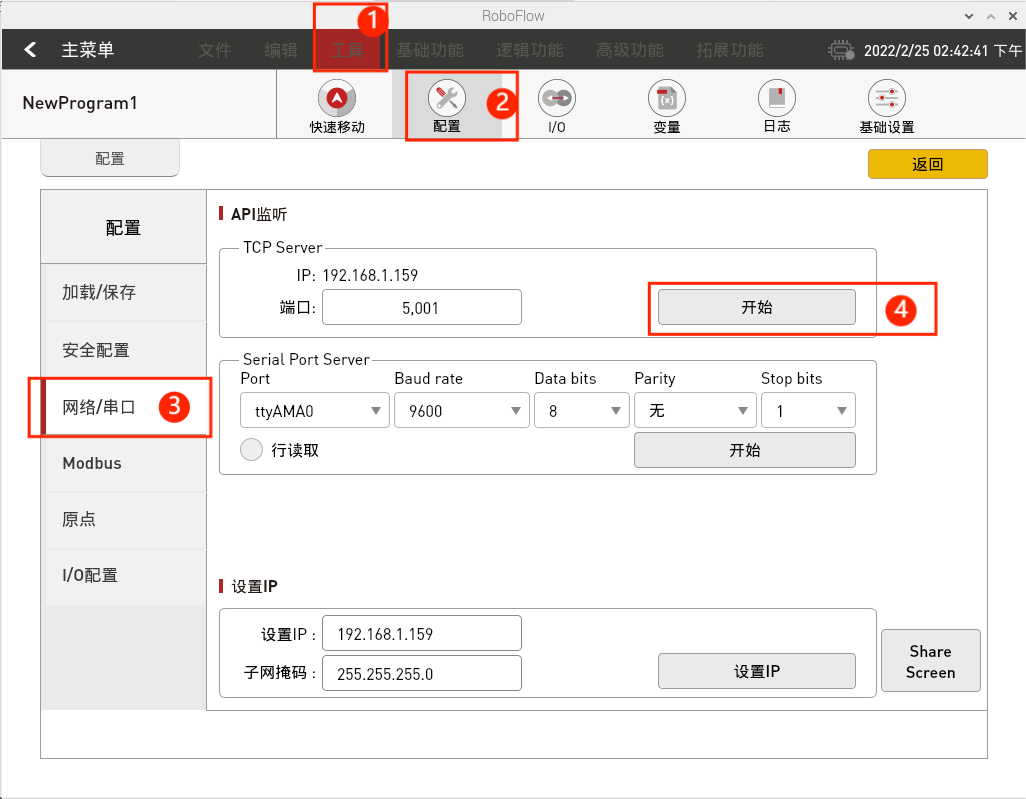 RoboFlow
主菜单 文件 编辑 工具 1 基础功能 逻辑功能 高级功能 拓展功能 2022/2/25 02:42:41 下午
NewProgram1
快速移动 配置 2 I/O 变量 日志 基础设置
配置 返回
配置
加载/保存
安全配置
网络/串口 3
Modbus
原点
I/O配置
API监听
TCP Server
IP: 192.168.1.159
端口: 5,001 开始 4
Serial Port Server
Port Baud rate Data bits Parity Stop bits
ttyAMA0 9600 8 无 1
行读取 开始
设置IP
设置IP : 192.168.1.159
子网掩码 : 255.255.255.0 设置IP
Share
Screen